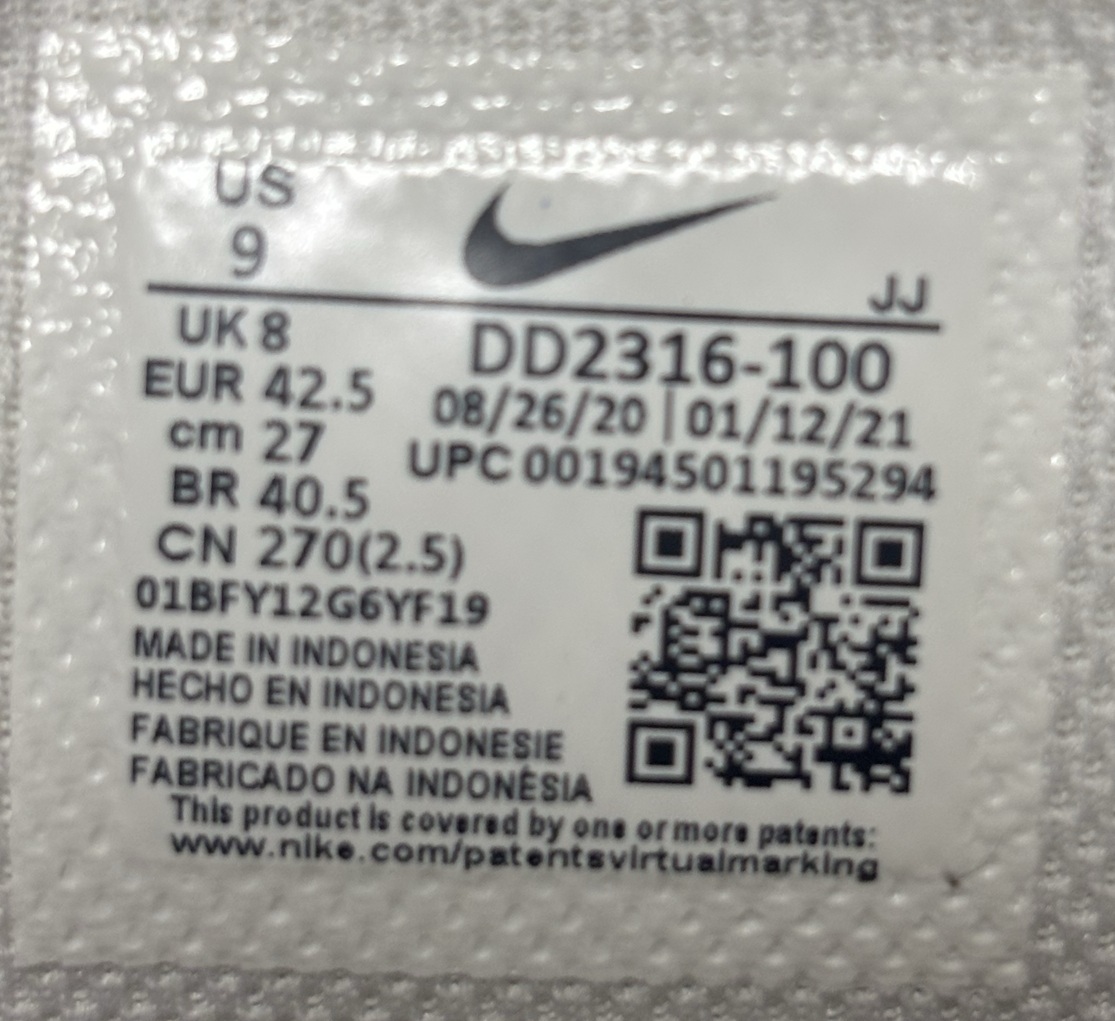 US
9
JJ
UK 8
EUR 42.5
cm 27
BR 40.5
CN 270(2.5)
DD2316-100
08/26/20 | 01/12/21
UPC 00194501195294
01BFY12G6YF19
MADE IN INDONESIA
HECHO EN INDONESIA
FABRIQUE EN INDONESIE
FABRICADO NA INDONÉSIA
This product is covered by one or more patents:
www.nike.com/patentsvirtualmarking